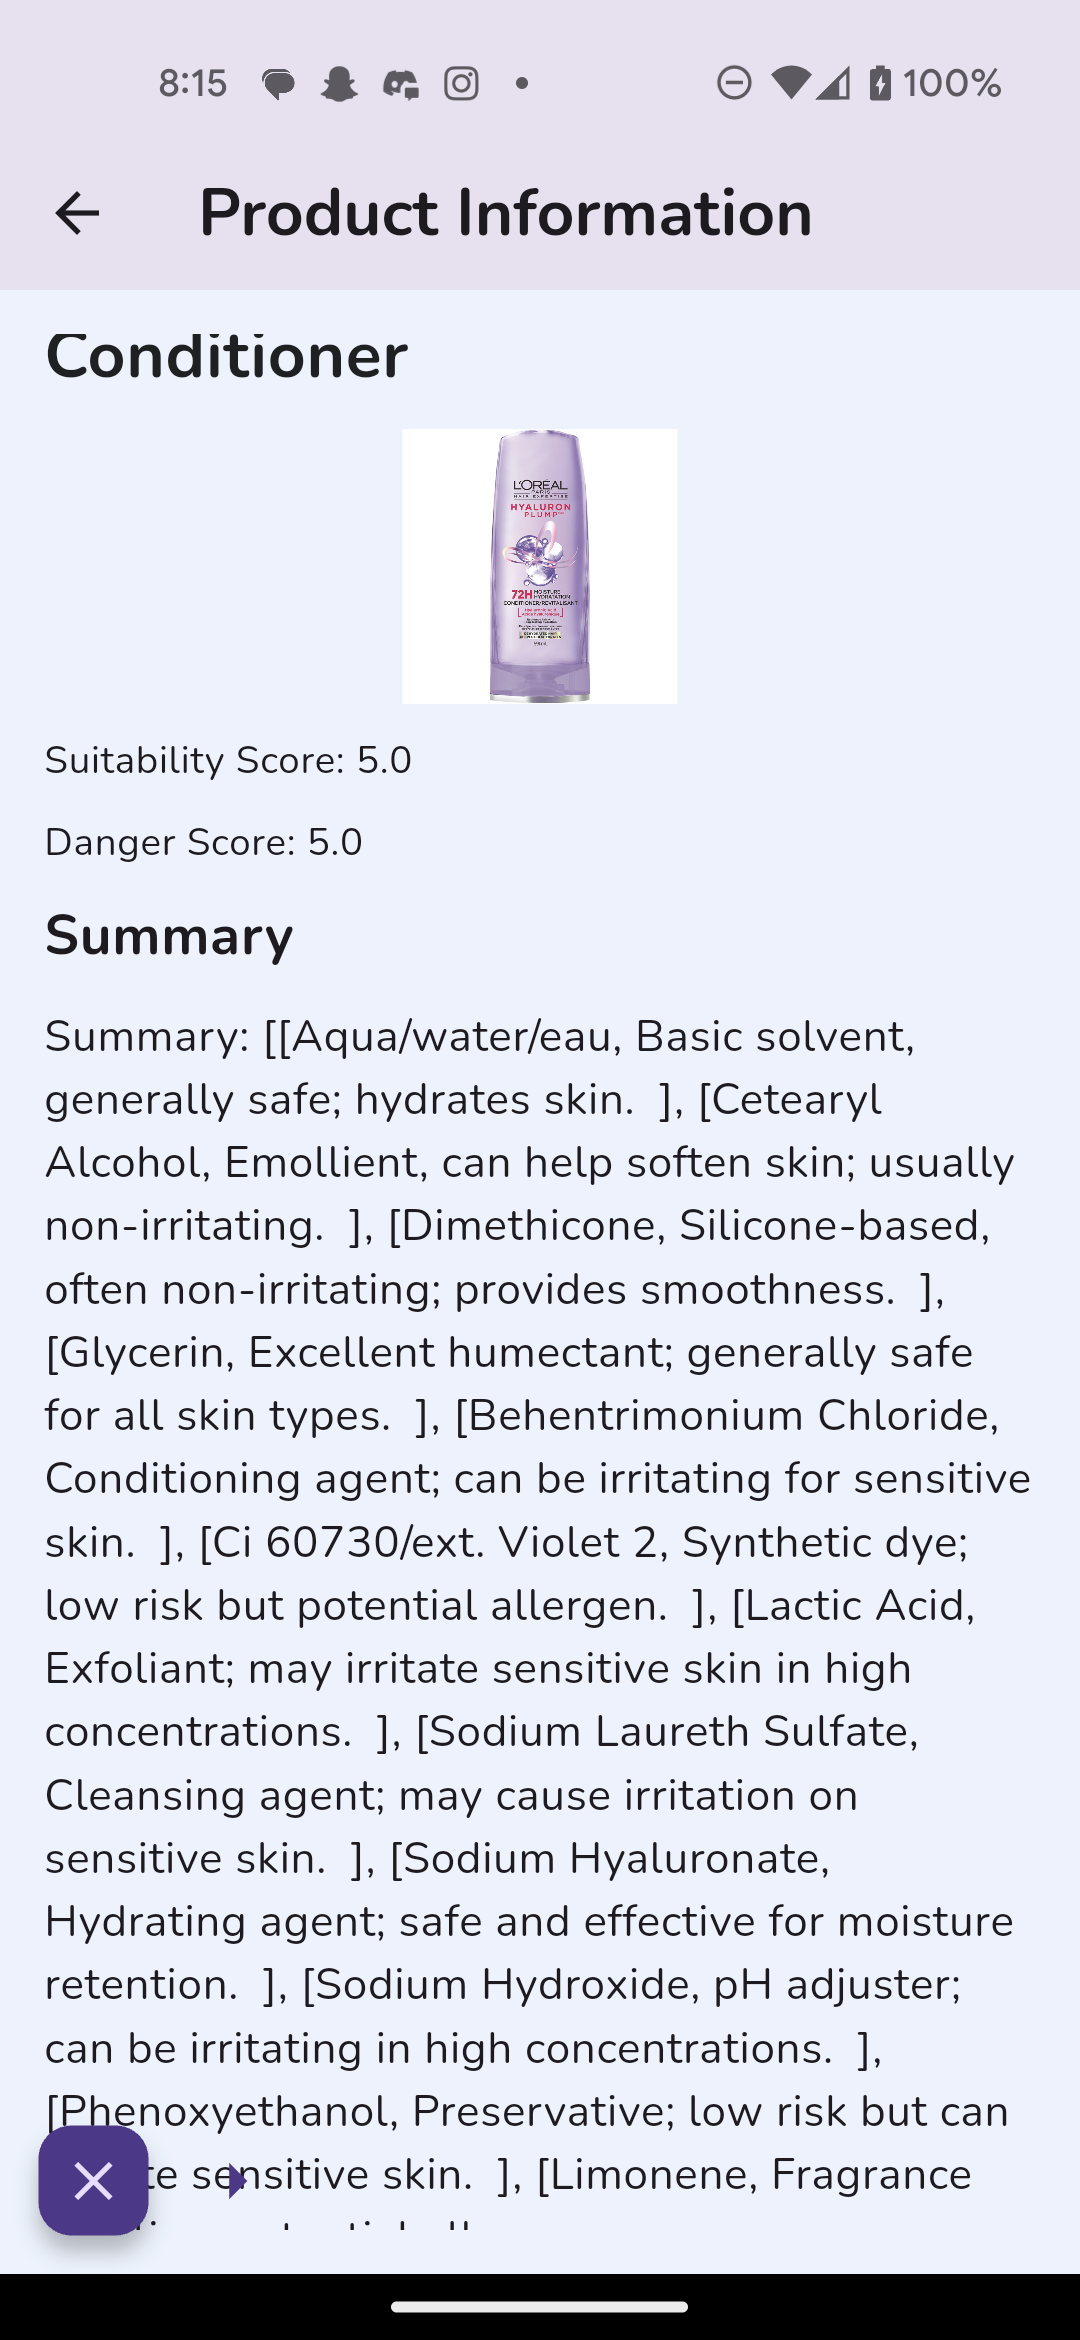 8:15
100%
Product Information
Conditioner
L'ORÉAL
PARIS
HAIR EXPERTISE
HYALURON
PLUMP
72H MOISTURE
HYDRATATION
CONDITIONER/REVITALISANT
Suitability Score: 5.0
Danger Score: 5.0
Summary
Summary: [[Aqua/water/eau, Basic solvent,
generally safe; hydrates skin.  ], [Cetearyl
Alcohol, Emollient, can help soften skin; usually
non-irritating.  ], [Dimethicone, Silicone-based,
often non-irritating; provides smoothness.  ],
[Glycerin, Excellent humectant; generally safe
for all skin types.  ], [Behentrimonium Chloride,
Conditioning agent; can be irritating for sensitive
skin.  ], [Ci 60730/ext. Violet 2, Synthetic dye;
low risk but potential allergen.  ], [Lactic Acid,
Exfoliant; may irritate sensitive skin in high
concentrations.  ], [Sodium Laureth Sulfate,
Cleansing agent; may cause irritation on
sensitive skin.  ], [Sodium Hyaluronate,
Hydrating agent; safe and effective for moisture
retention.  ], [Sodium Hydroxide, pH adjuster;
can be irritating in high concentrations.  ],
[Phenoxyethanol, Preservative; low risk but can
te sensitive skin.  ], [Limonene, Fragrance